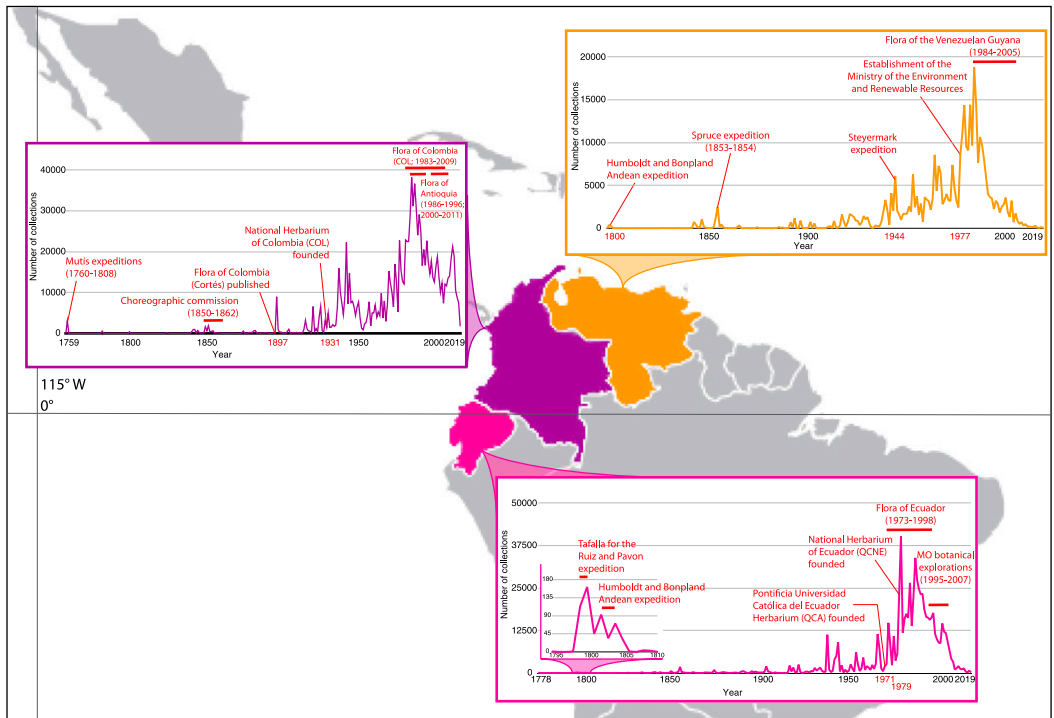 Flora of the Venezuelan Guyana
(1984-2005)
Establishment of the
Ministry of the Environment
and Renewable Resources
Spruce expedition
(1853-1854)
Steyermark
expedition
Humboldt and Bonpland
Andean expedition
Number of collections
20000
15000
10000
5000
0
1800
1850
1900
1944
1977
2000
2019
Year
Flora of Colombia
(COL; 1983-2009)
Flora of
Antioquia
(1986-1996;
2000-2011)
National Herbarium
of Colombia (COL)
founded
Mutis expeditions
(1760-1808)
Flora of Colombia
(Cortés) published
Choreographic commission
(1850-1862)
Number of collections
40000
30000
20000
10000
0
1759
1800
1850
1897
1931
1950
2000
2019
Year
115° W
0°
Flora of Ecuador
(1973-1998)
National Herbarium
of Ecuador (QCNE)
founded
MO botanical
explorations
(1995-2007)
Pontificia Universidad
Católica del Ecuador
Herbarium (QCA) founded
Tafalla for the
Ruiz and Pavon
expedition
Humboldt and Bonpland
Andean expedition
180
135
90
45
0
1795
1800
1805
1810
Number of collections
50000
37500
25000
12500
0
1778
1800
1850
1900
1950
1971
1979
2000
2019
Year